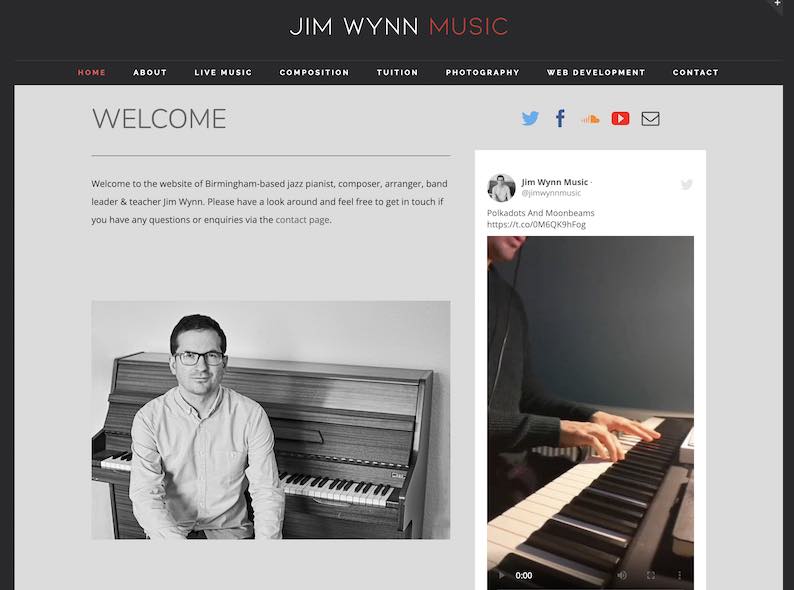 JIM WYNN MUSIC
HOME ABOUT LIVE MUSIC COMPOSITION TUITION PHOTOGRAPHY WEB DEVELOPMENT CONTACT
WELCOME
Welcome to the website of Birmingham-based jazz pianist, composer, arranger, band
leader & teacher Jim Wynn. Please have a look around and feel free to get in touch if
you have any questions or enquiries via the contact page.
Jim Wynn Music ·
@jimwynnmusic
Polkadots And Moonbeams
https://t.co/0M6QK9hFog
0:00